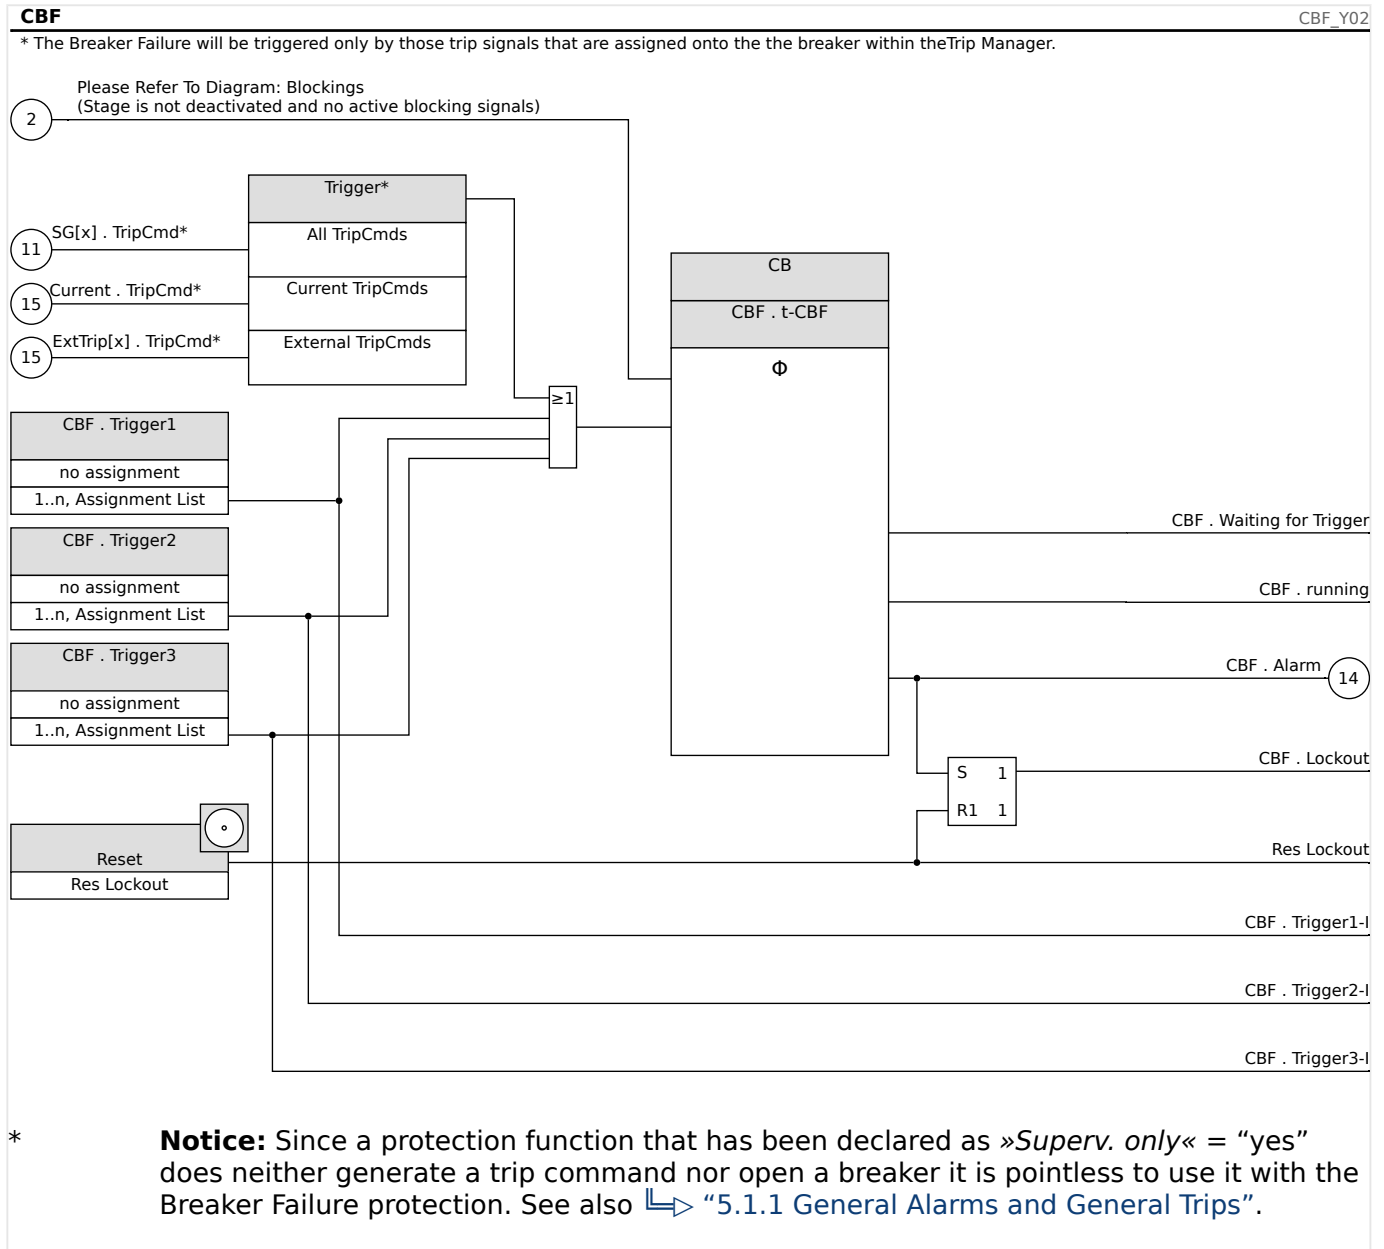 CBF
CBF_Y02
* The Breaker Failure will be triggered only by those trip signals that are assigned onto the the breaker within theTrip Manager.
Please Refer To Diagram: Blockings
(Stage is not deactivated and no active blocking signals)
2
Trigger*
SG[x] . TripCmd*
All TripCmds
11
Current . TripCmd*
Current TripCmds
15
ExtTrip[x] . TripCmd*
External TripCmds
15
CB
CBF . t-CBF
Φ
≥1
CBF . Trigger1
no assignment
1..n, Assignment List
CBF . Trigger2
no assignment
1..n, Assignment List
CBF . Trigger3
no assignment
1..n, Assignment List
CBF . Waiting for Trigger
CBF . running
CBF . Alarm
14
CBF . Lockout
S 1
R1 1
Reset
Res Lockout
Res Lockout
CBF . Trigger1-I
CBF . Trigger2-I
CBF . Trigger3-I
* Notice: Since a protection function that has been declared as »Superv. only« = “yes”
does neither generate a trip command nor open a breaker it is pointless to use it with the
Breaker Failure protection. See also “5.1.1 General Alarms and General Trips”.